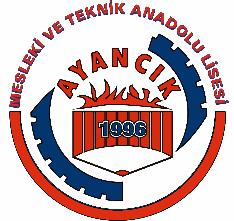 MESLEKİ VE TEKNİK ANADOLU LİSESİ
AYANCIK
1996